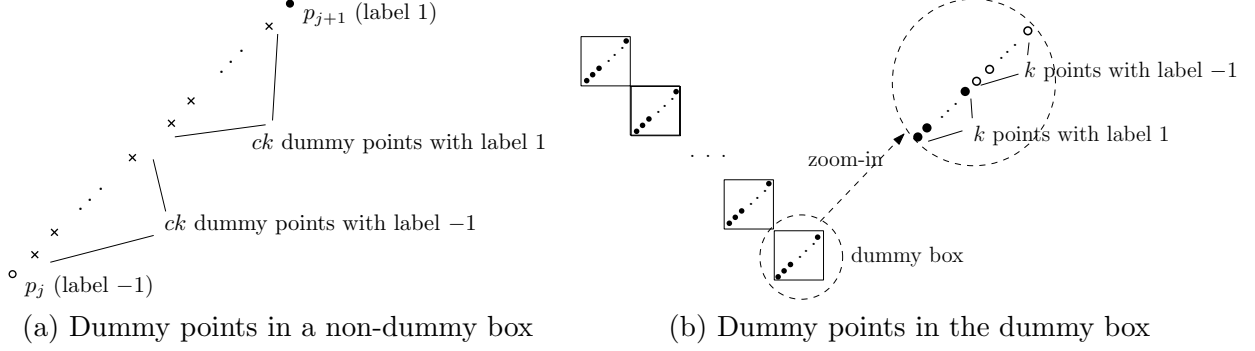 p_{j+1} (label 1)
ck dummy points with label 1
ck dummy points with label −1
p_j (label −1)
(a) Dummy points in a non-dummy box
k points with label −1
k points with label 1
zoom-in
dummy box
(b) Dummy points in the dummy box